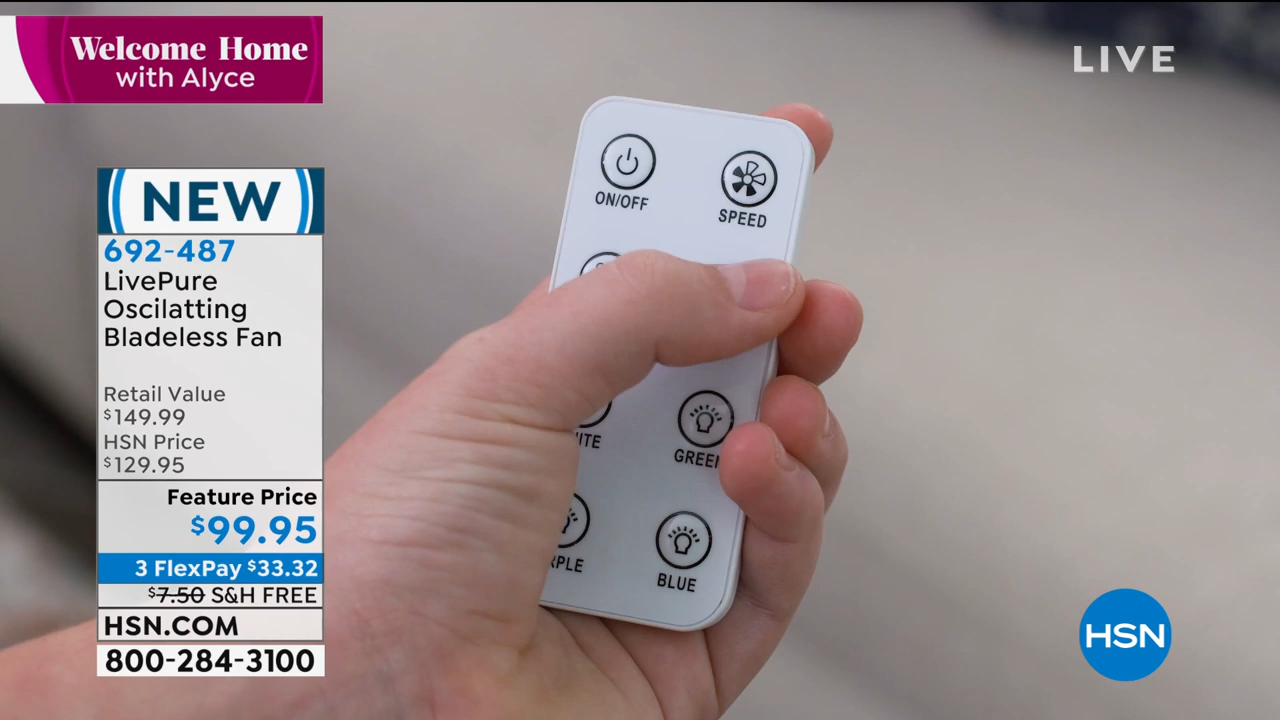 Welcome Home
with Alyce
LIVE
NEW
692-487
LivePure
Oscilatting
Bladeless Fan
Retail Value
$149.99
HSN Price
$129.95
Feature Price
$99.95
3 FlexPay $33.32
$7.50 S&H FREE
HSN.COM
800-284-3100
ON/OFF
SPEED
GREEN
BLUE
HSN